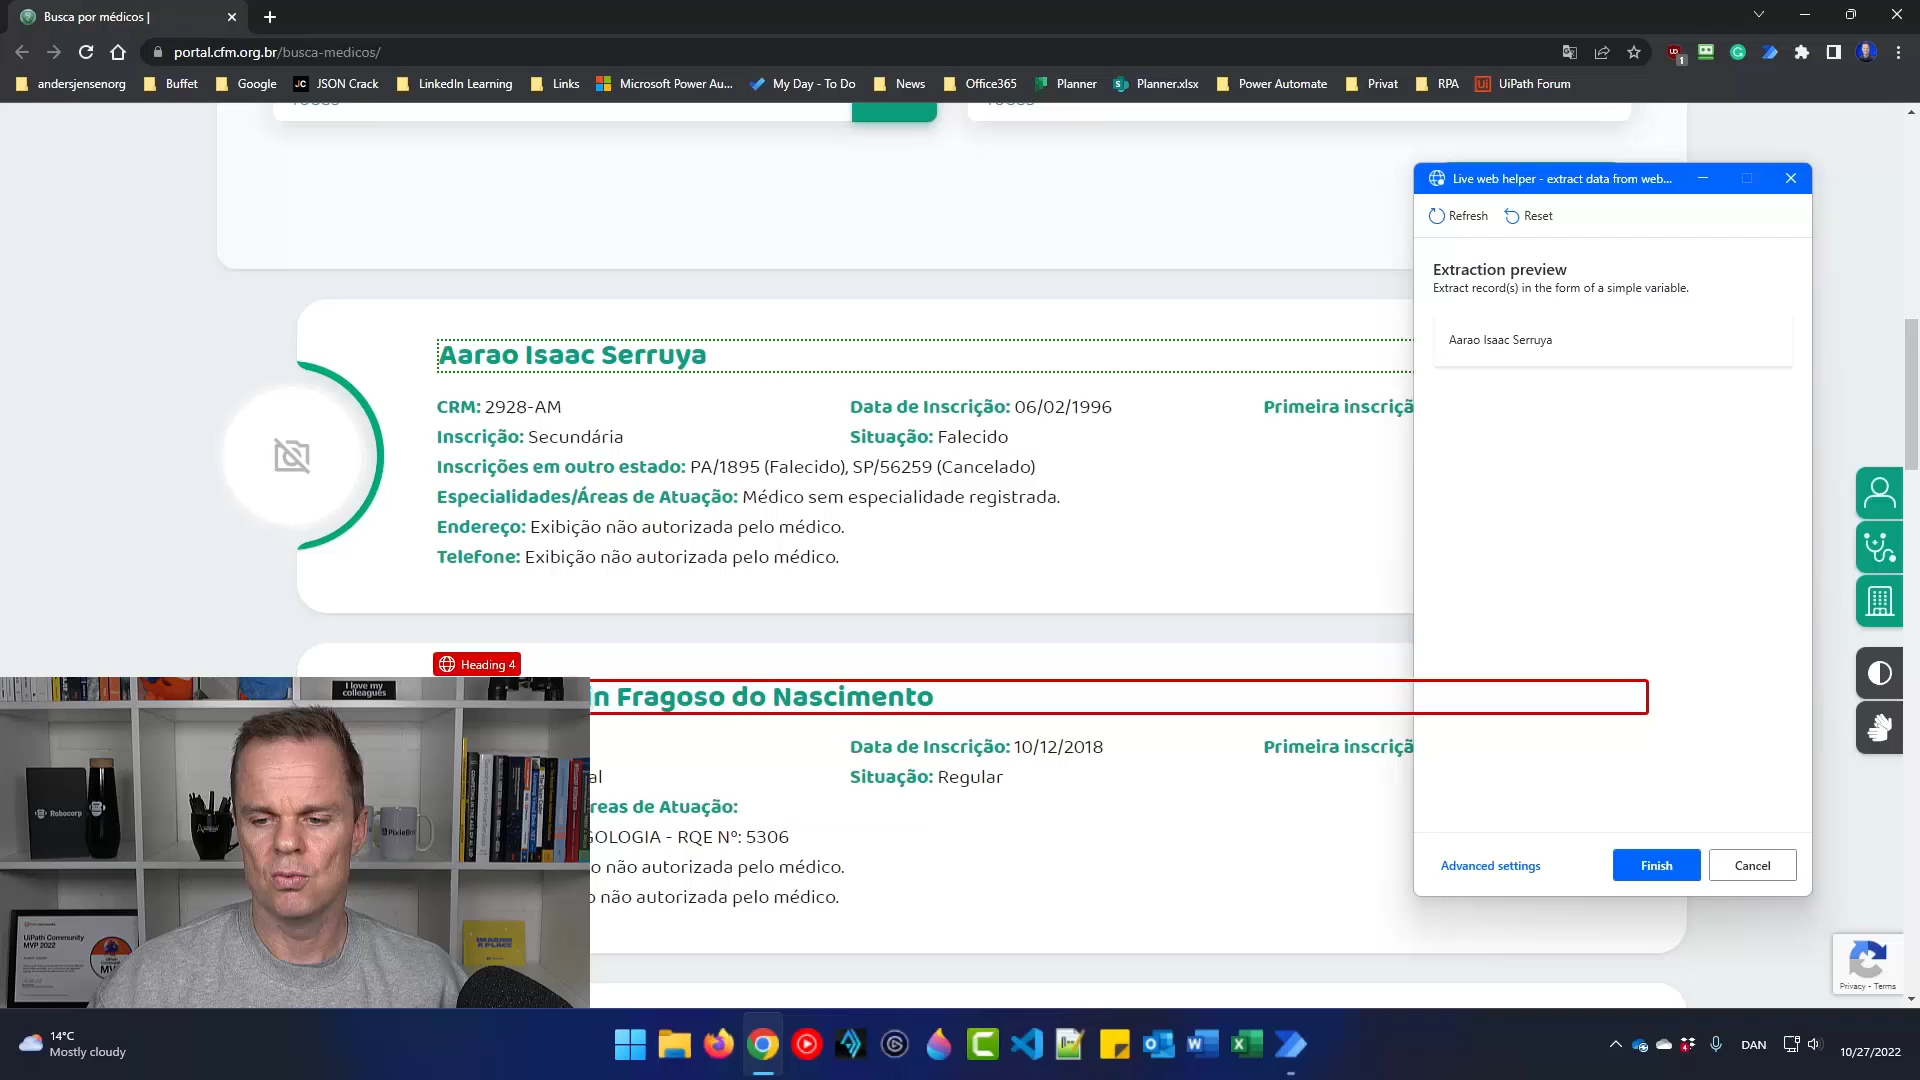 Busca por médicos |
portal.cfm.org.br/busca-medicos/
1
andersjensenorg
Buffet
Google
JC
JSON Crack
LinkedIn Learning
Links
Microsoft Power Au...
My Day - To Do
News
Office365
Planner
Planner.xlsx
Power Automate
Privat
RPA
Ui
UiPath Forum
Live web helper - extract data from web...
Refresh
Reset
Extraction preview
Extract record(s) in the form of a simple variable.
Aarao Isaac Serruya
Advanced settings
Finish
Cancel
Aarao Isaac Serruya
CRM: 2928-AM
Data de Inscrição: 06/02/1996
Primeira inscriçã
Inscrição: Secundária
Situação: Falecido
Inscrições em outro estado: PA/1895 (Falecido), SP/56259 (Cancelado)
Especialidades/Áreas de Atuação: Médico sem especialidade registrada.
Endereço: Exibição não autorizada pelo médico.
Telefone: Exibição não autorizada pelo médico.
Heading 4
in Fragoso do Nascimento
Data de Inscrição: 10/12/2018
Primeira inscriçã
al
Situação: Regular
reas de Atuação:
GOLOGIA - RQE Nº: 5306
o não autorizada pelo médico.
o não autorizada pelo médico.
I love my
colleagues
Robocorp
PixieBri
UiPath Community
MVP 2022
Privacy - Terms
14°C
Mostly cloudy
DAN
10/27/2022